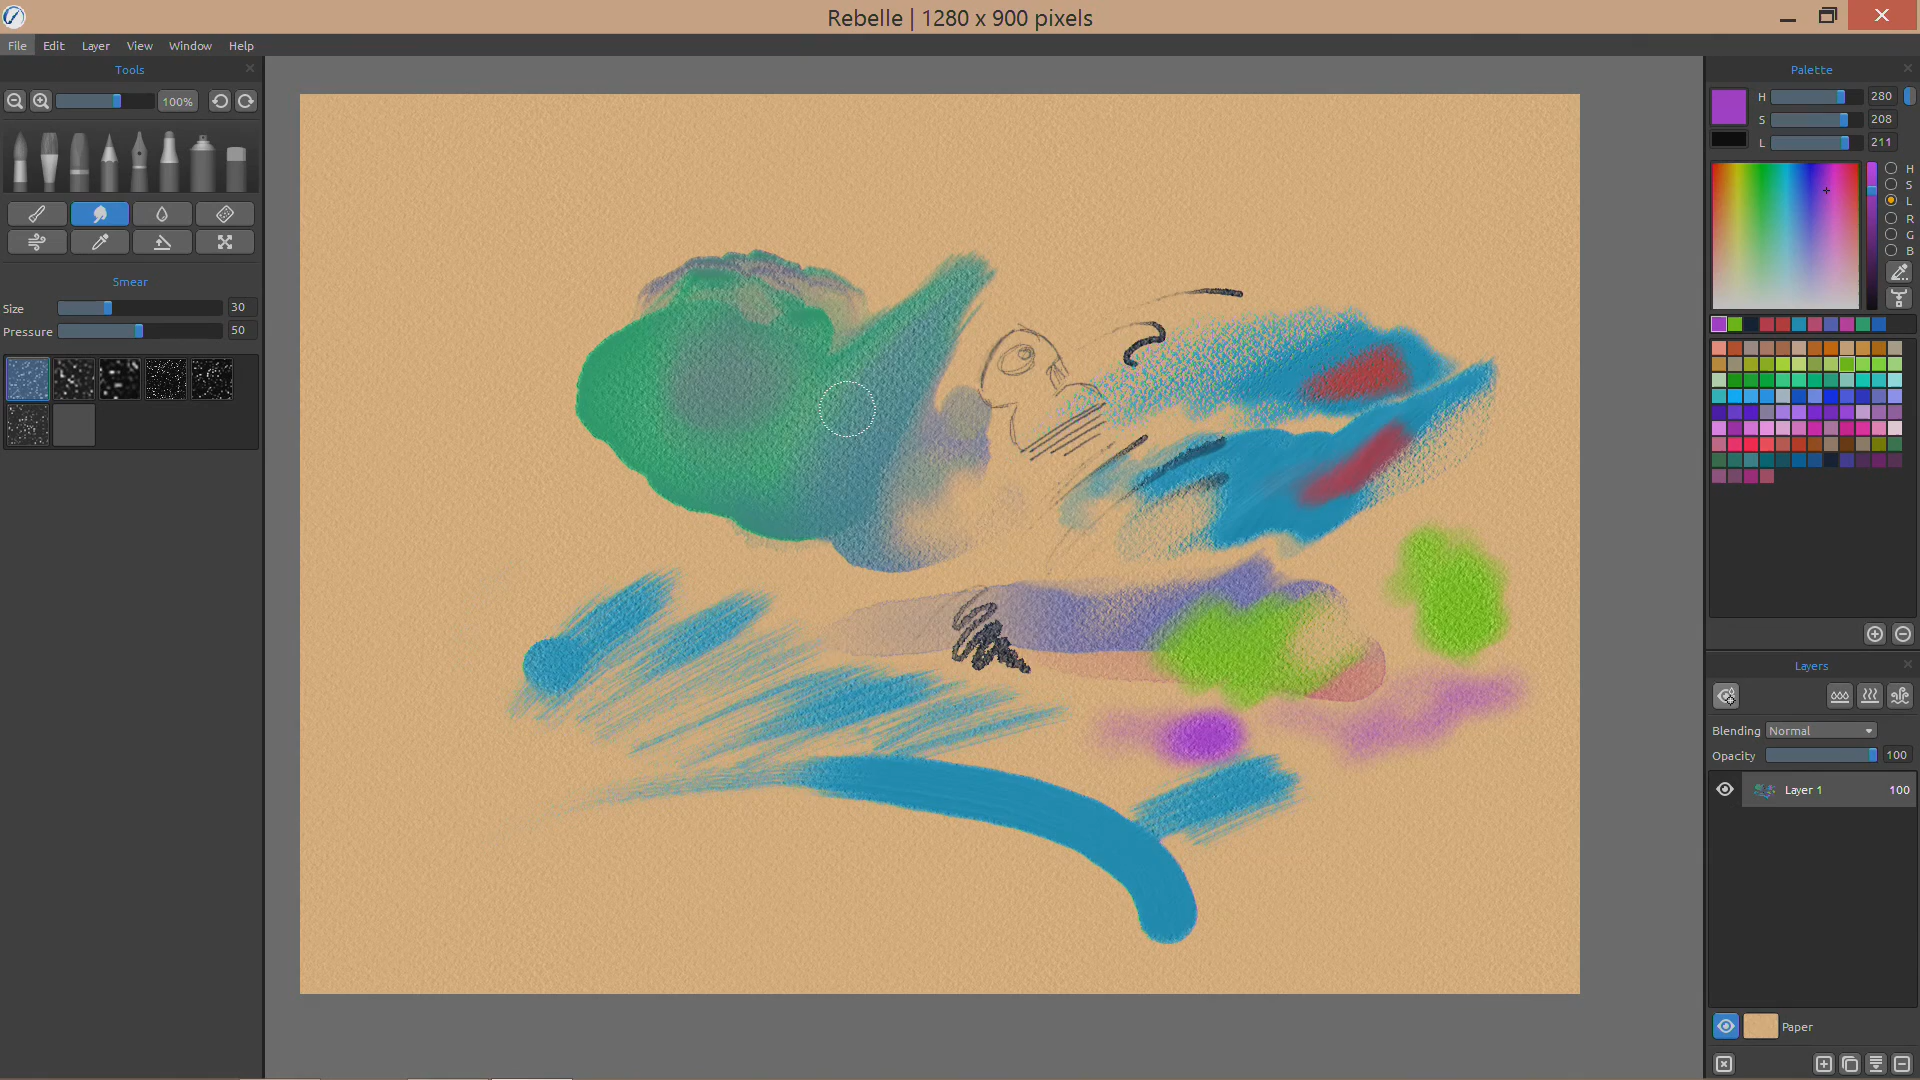 Rebelle | 1280 x 900 pixels
File Edit Layer View Window Help
Tools
100%
Smear
Size 30
Pressure 50
Palette
H 280
S 208
L 211
H
S
L
R
G
B
Layers
Blending Normal
Opacity 100
Layer 1 100
Paper